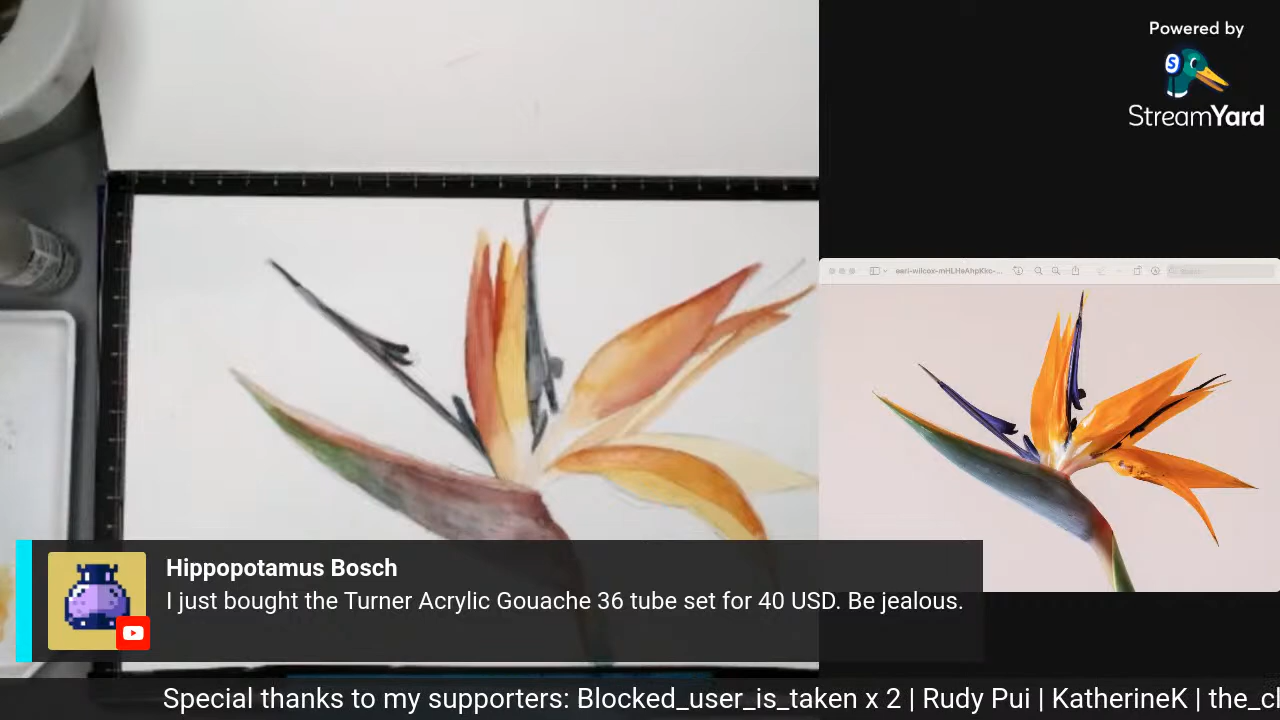 Powered by
StreamYard
Hippopotamus Bosch
I just bought the Turner Acrylic Gouache 36 tube set for 40 USD. Be jealous.
Special thanks to my supporters: Blocked_user_is_taken x 2 | Rudy Pui | KatherineK | the_cl